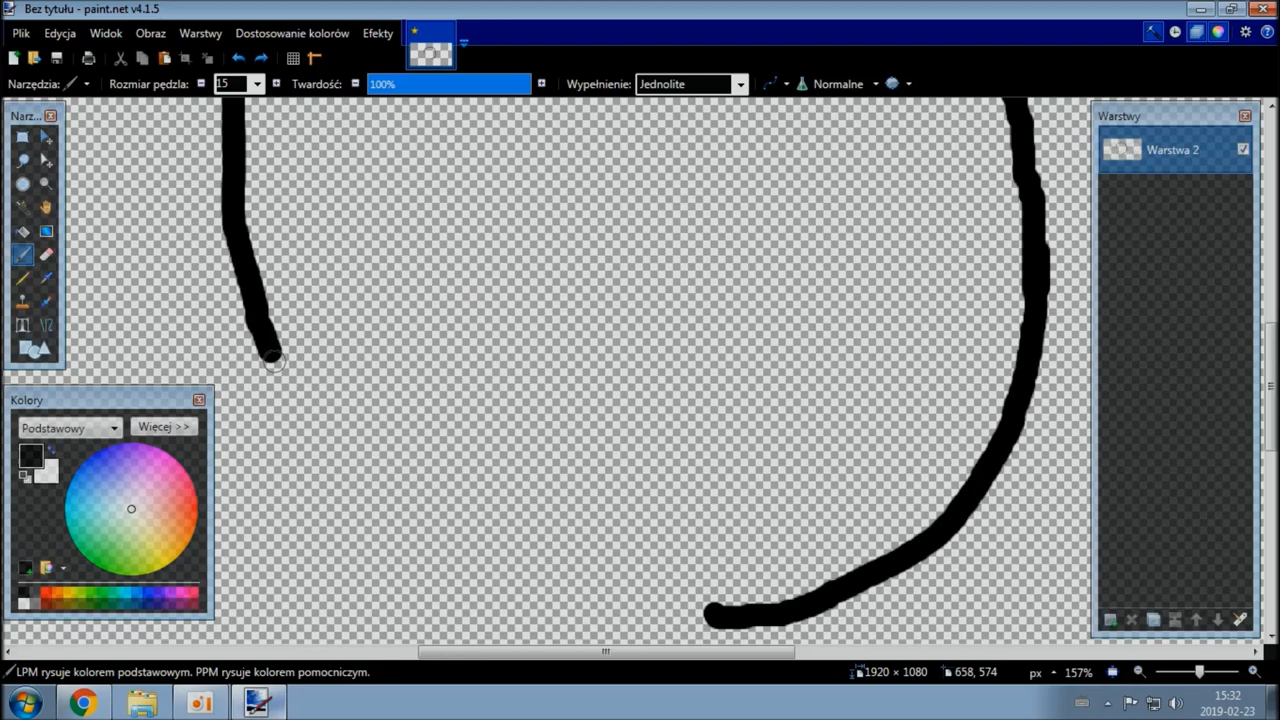 Bez tytułu - paint.net v4.1.5
Plik Edycja Widok Obraz Warstwy Dostosowanie kolorów Efekty
Narzędzia: Rozmiar pędzla: 15 Twardość: 100% Wypełnienie: Jednolite Normalne
Narz...
Warstwy
Warstwa 2
Kolory
Podstawowy Więcej >>
LPM rysuje kolorem podstawowym. PPM rysuje kolorem pomocniczym. 1920 × 1080 658, 574 px 157%
15:32
2019-02-23